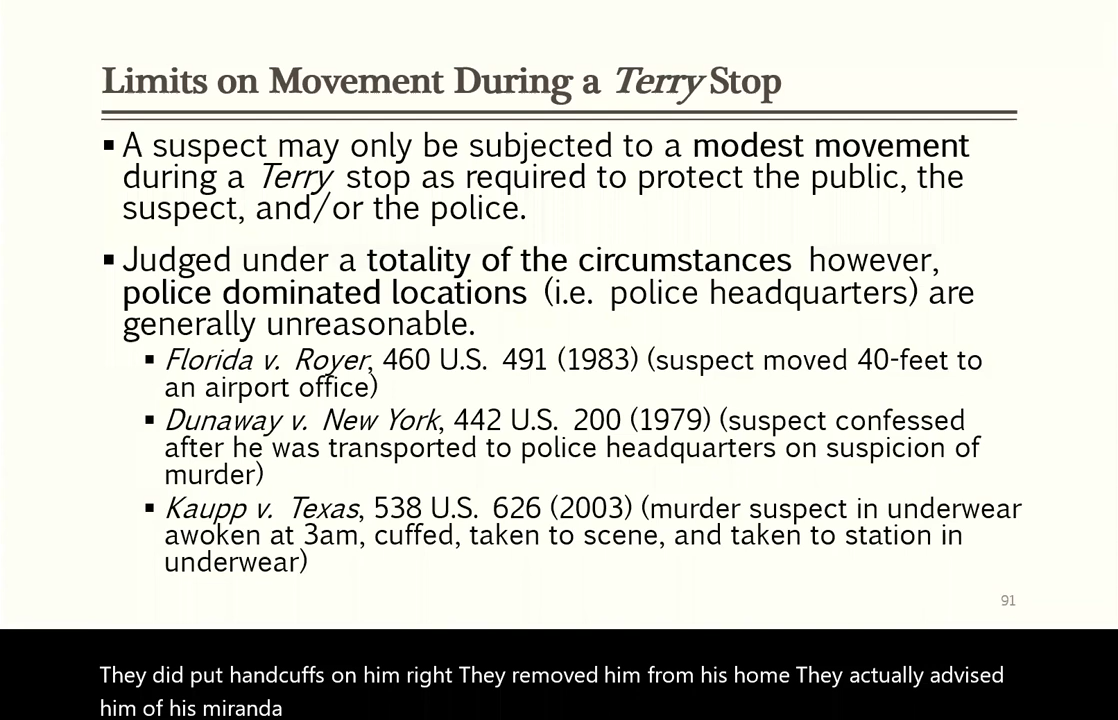 Limits on Movement During a Terry Stop
▪ A suspect may only be subjected to a modest movement
during a Terry stop as required to protect the public, the
suspect, and/or the police.
▪ Judged under a totality of the circumstances however,
police dominated locations (i.e. police headquarters) are
generally unreasonable.
▪ Florida v. Royer, 460 U.S. 491 (1983) (suspect moved 40-feet to
an airport office)
▪ Dunaway v. New York, 442 U.S. 200 (1979) (suspect confessed
after he was transported to police headquarters on suspicion of
murder)
▪ Kaupp v. Texas, 538 U.S. 626 (2003) (murder suspect in underwear
awoken at 3am, cuffed, taken to scene, and taken to station in
underwear)
91
They did put handcuffs on him right They removed him from his home They actually advised
him of his miranda